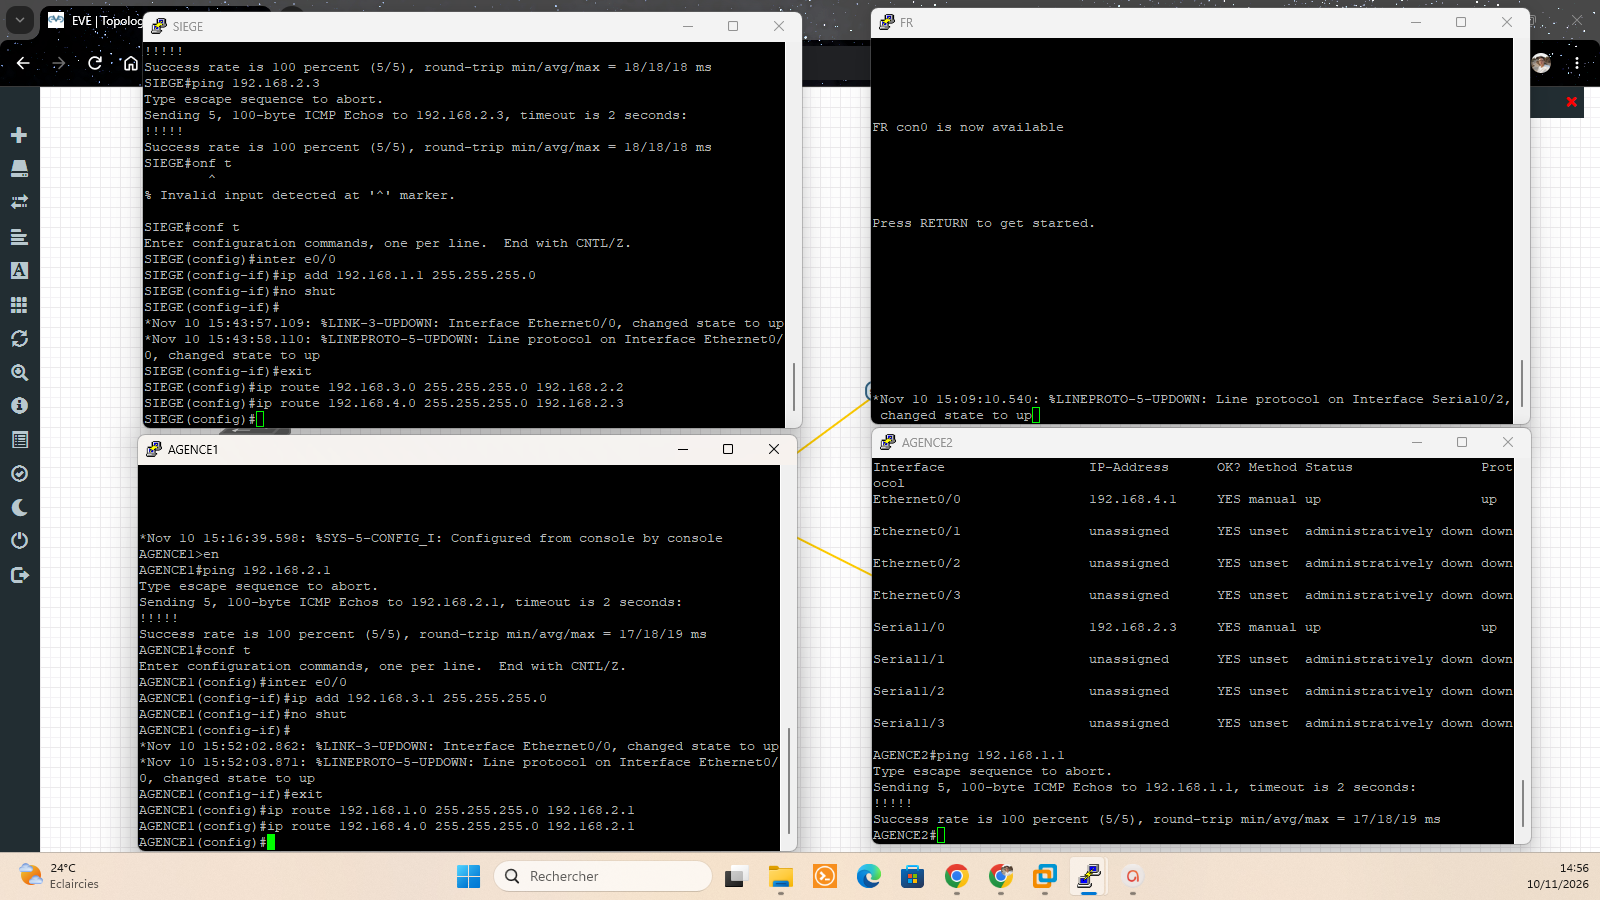 EVE | Topolog
SIEGE
!!!!!
Success rate is 100 percent (5/5), round-trip min/avg/max = 18/18/18 ms
SIEGE#ping 192.168.2.3
Type escape sequence to abort.
Sending 5, 100-byte ICMP Echos to 192.168.2.3, timeout is 2 seconds:
!!!!!
Success rate is 100 percent (5/5), round-trip min/avg/max = 18/18/18 ms
SIEGE#onf t
^
% Invalid input detected at '^' marker.
SIEGE#conf t
Enter configuration commands, one per line.  End with CNTL/Z.
SIEGE(config)#inter e0/0
SIEGE(config-if)#ip add 192.168.1.1 255.255.255.0
SIEGE(config-if)#no shut
SIEGE(config-if)#
*Nov 10 15:43:57.109: %LINK-3-UPDOWN: Interface Ethernet0/0, changed state to up
*Nov 10 15:43:58.110: %LINEPROTO-5-UPDOWN: Line protocol on Interface Ethernet0/
0, changed state to up
SIEGE(config-if)#exit
SIEGE(config)#ip route 192.168.3.0 255.255.255.0 192.168.2.2
SIEGE(config)#ip route 192.168.4.0 255.255.255.0 192.168.2.3
SIEGE(config)#
FR
FR con0 is now available
Press RETURN to get started.
*Nov 10 15:09:10.540: %LINEPROTO-5-UPDOWN: Line protocol on Interface Serial0/2,
changed state to up
AGENCE1
*Nov 10 15:16:39.598: %SYS-5-CONFIG_I: Configured from console by console
AGENCE1>en
AGENCE1#ping 192.168.2.1
Type escape sequence to abort.
Sending 5, 100-byte ICMP Echos to 192.168.2.1, timeout is 2 seconds:
!!!!!
Success rate is 100 percent (5/5), round-trip min/avg/max = 17/18/19 ms
AGENCE1#conf t
Enter configuration commands, one per line.  End with CNTL/Z.
AGENCE1(config)#inter e0/0
AGENCE1(config-if)#ip add 192.168.3.1 255.255.255.0
AGENCE1(config-if)#no shut
AGENCE1(config-if)#
*Nov 10 15:52:02.862: %LINK-3-UPDOWN: Interface Ethernet0/0, changed state to up
*Nov 10 15:52:03.871: %LINEPROTO-5-UPDOWN: Line protocol on Interface Ethernet0/
0, changed state to up
AGENCE1(config-if)#exit
AGENCE1(config)#ip route 192.168.1.0 255.255.255.0 192.168.2.1
AGENCE1(config)#ip route 192.168.4.0 255.255.255.0 192.168.2.1
AGENCE1(config)#
AGENCE2
Interface IP-Address OK? Method Status Prot
ocol
Ethernet0/0 192.168.4.1 YES manual up up
Ethernet0/1 unassigned YES unset administratively down down
Ethernet0/2 unassigned YES unset administratively down down
Ethernet0/3 unassigned YES unset administratively down down
Serial1/0 192.168.2.3 YES manual up up
Serial1/1 unassigned YES unset administratively down down
Serial1/2 unassigned YES unset administratively down down
Serial1/3 unassigned YES unset administratively down down
AGENCE2#ping 192.168.1.1
Type escape sequence to abort.
Sending 5, 100-byte ICMP Echos to 192.168.1.1, timeout is 2 seconds:
!!!!!
Success rate is 100 percent (5/5), round-trip min/avg/max = 17/18/19 ms
AGENCE2#
24°C
Eclaircies
Rechercher
14:56
10/11/2026